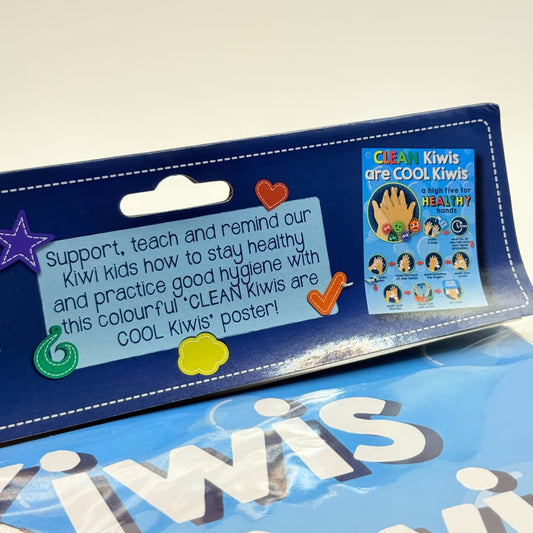 Support, teach and remind our
Kiwi kids how to stay healthy
and practice good hygiene with
this colourful 'CLEAN Kiwis are
COOL Kiwis' poster!
CLEAN Kiwis
are COOL Kiwis
a high five for
HEALTHY
hands
Kiwis